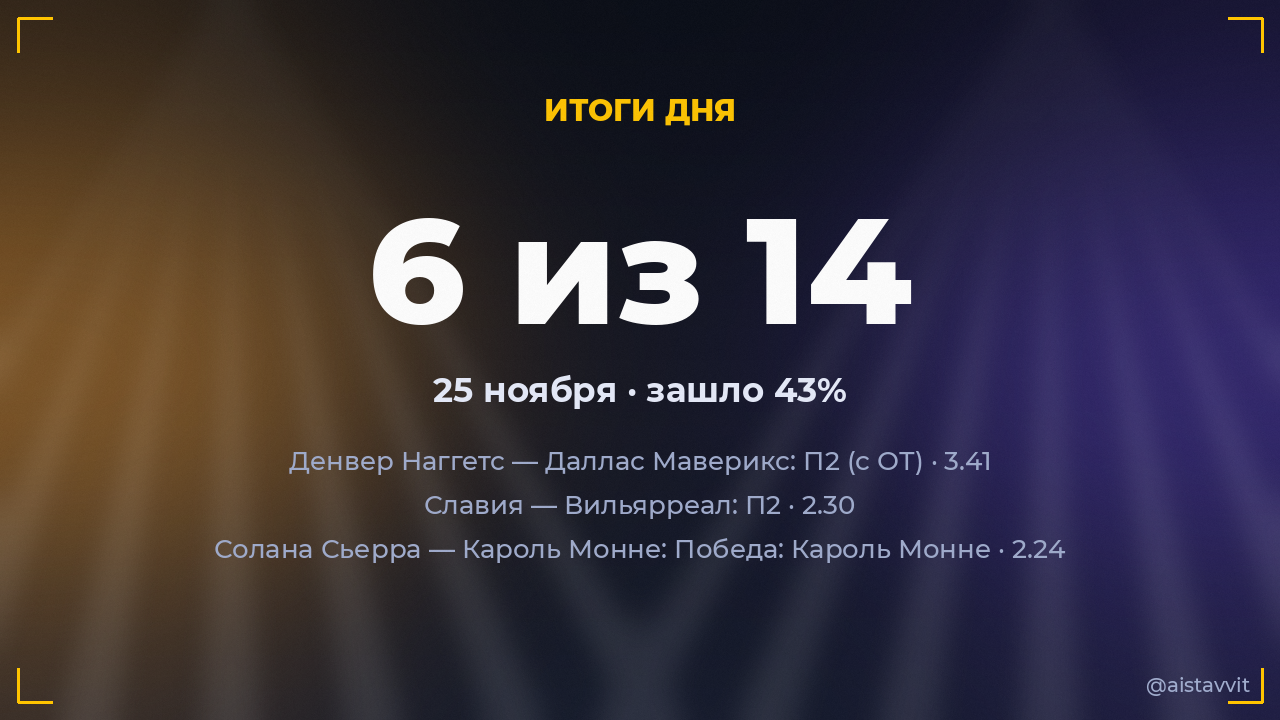 ИТОГИ ДНЯ
6 из 14
25 ноября · зашло 43%
Денвер Наггетс — Даллас Маверикс: П2 (с ОТ) · 3.41
Славия — Вильярреал: П2 · 2.30
Солана Сьерра — Кароль Монне: Победа: Кароль Монне · 2.24
@aistavvit